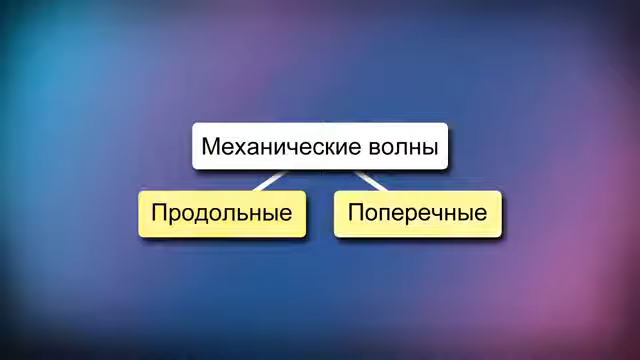 Механические волны
Продольные
Поперечные